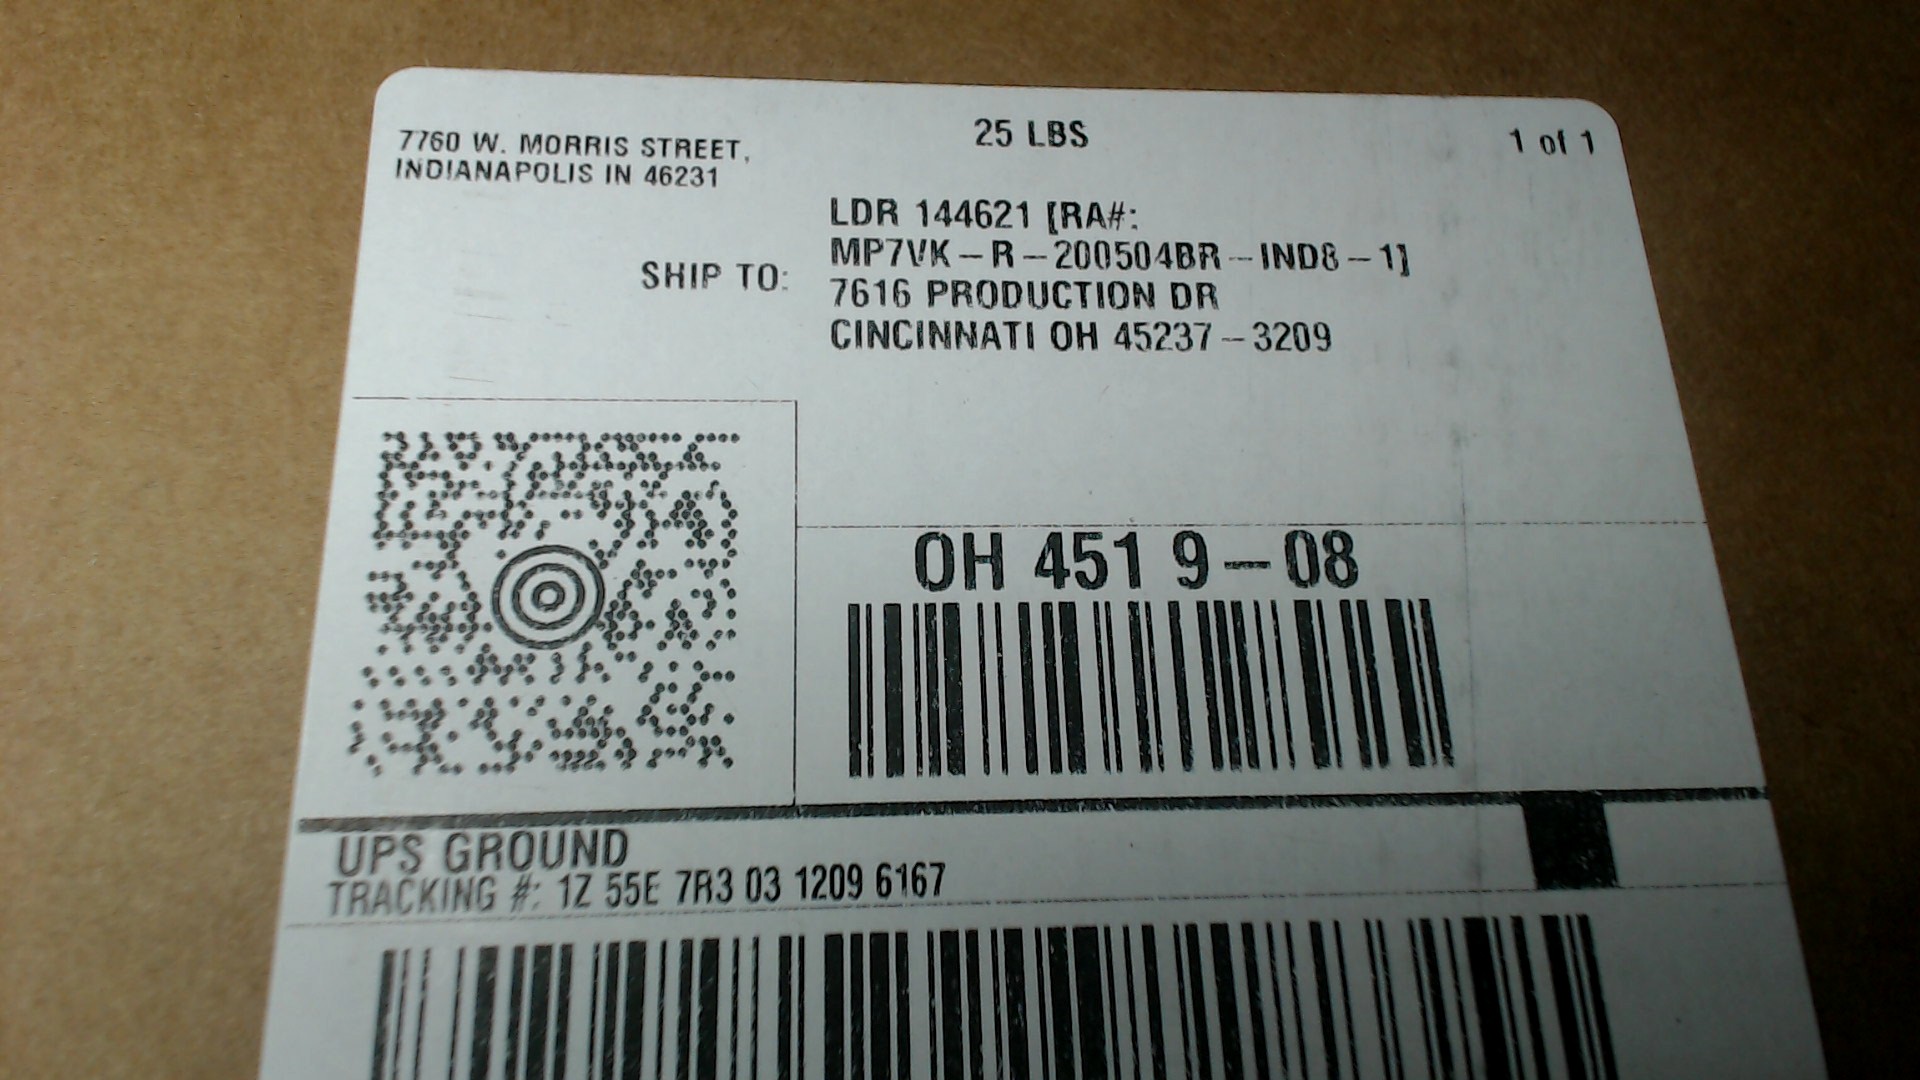 7760 W. MORRIS STREET,
INDIANAPOLIS IN 46231
25 LBS
1 of 1
SHIP TO:
LDR 144621 [RA#:
MP7VK-R-200504BR-IND8-1]
7616 PRODUCTION DR
CINCINNATI OH 45237-3209
OH 451 9-08
UPS GROUND
TRACKING #: 1Z 55E 7R3 03 1209 6167